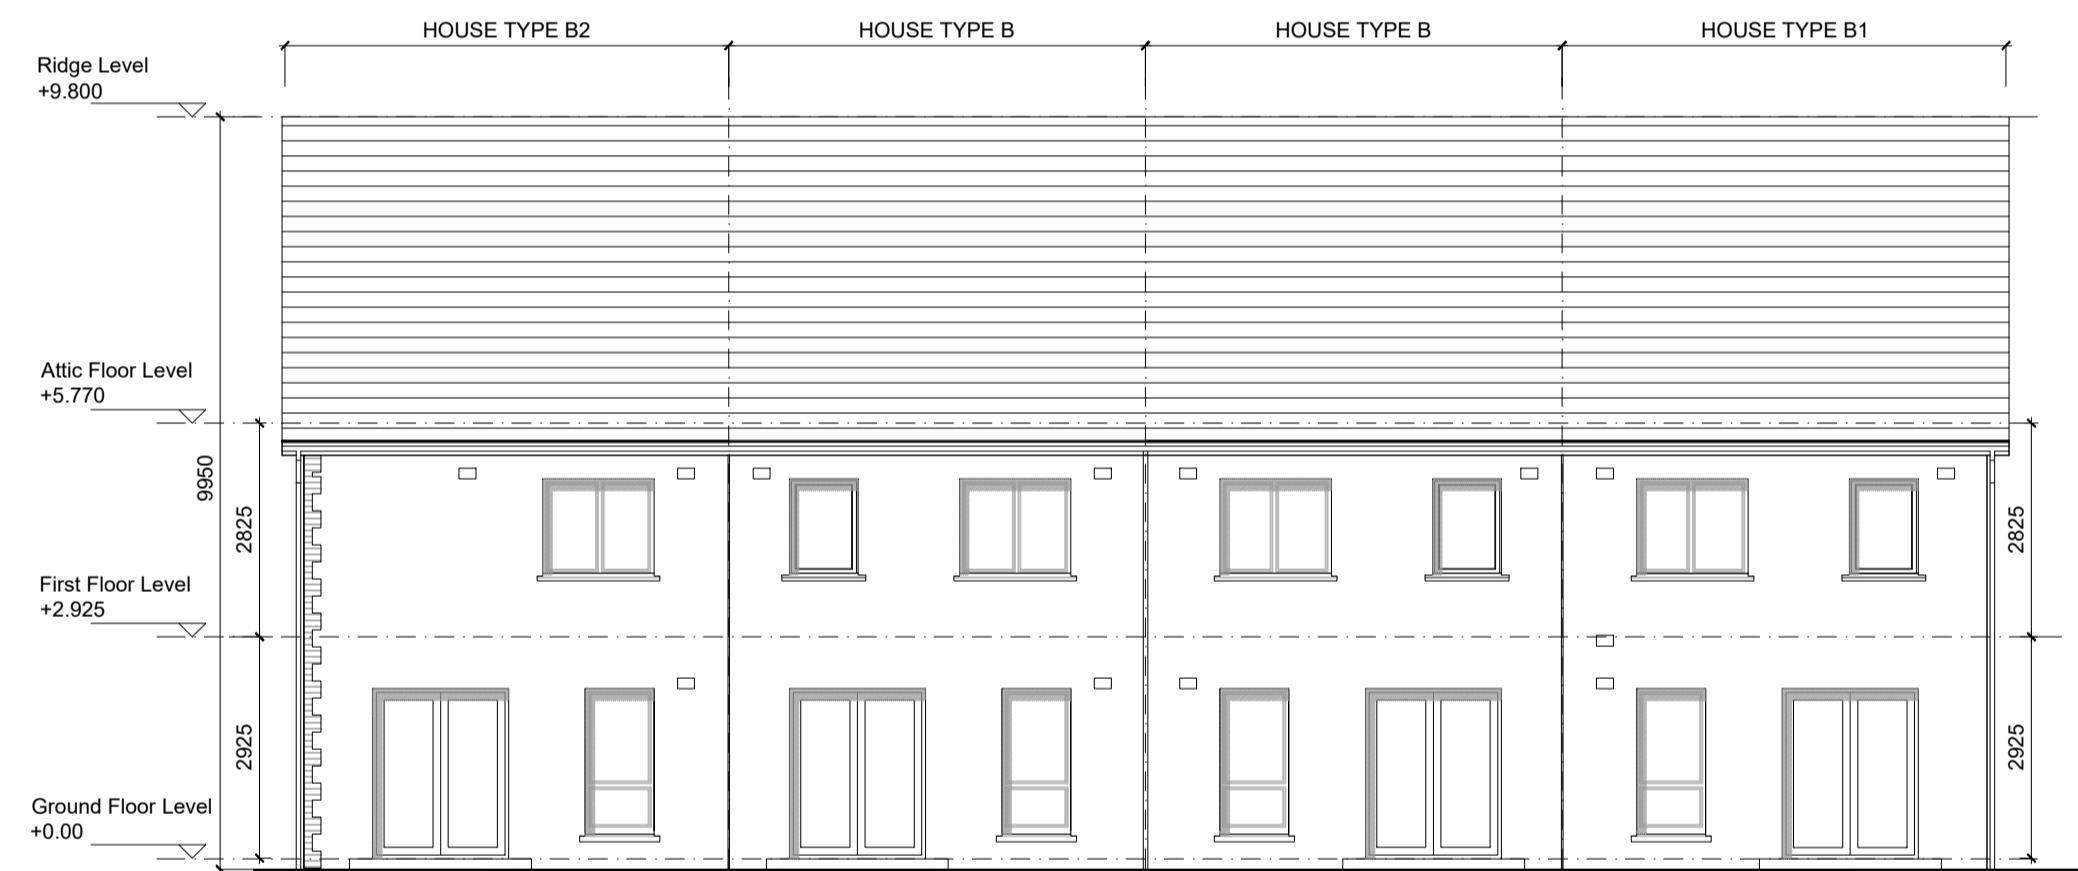 HOUSE TYPE B2
HOUSE TYPE B
HOUSE TYPE B
HOUSE TYPE B1
Ridge Level
+9.800
Attic Floor Level
+5.770
9950
2825
2825
First Floor Level
+2.925
2925
2925
Ground Floor Level
+0.00